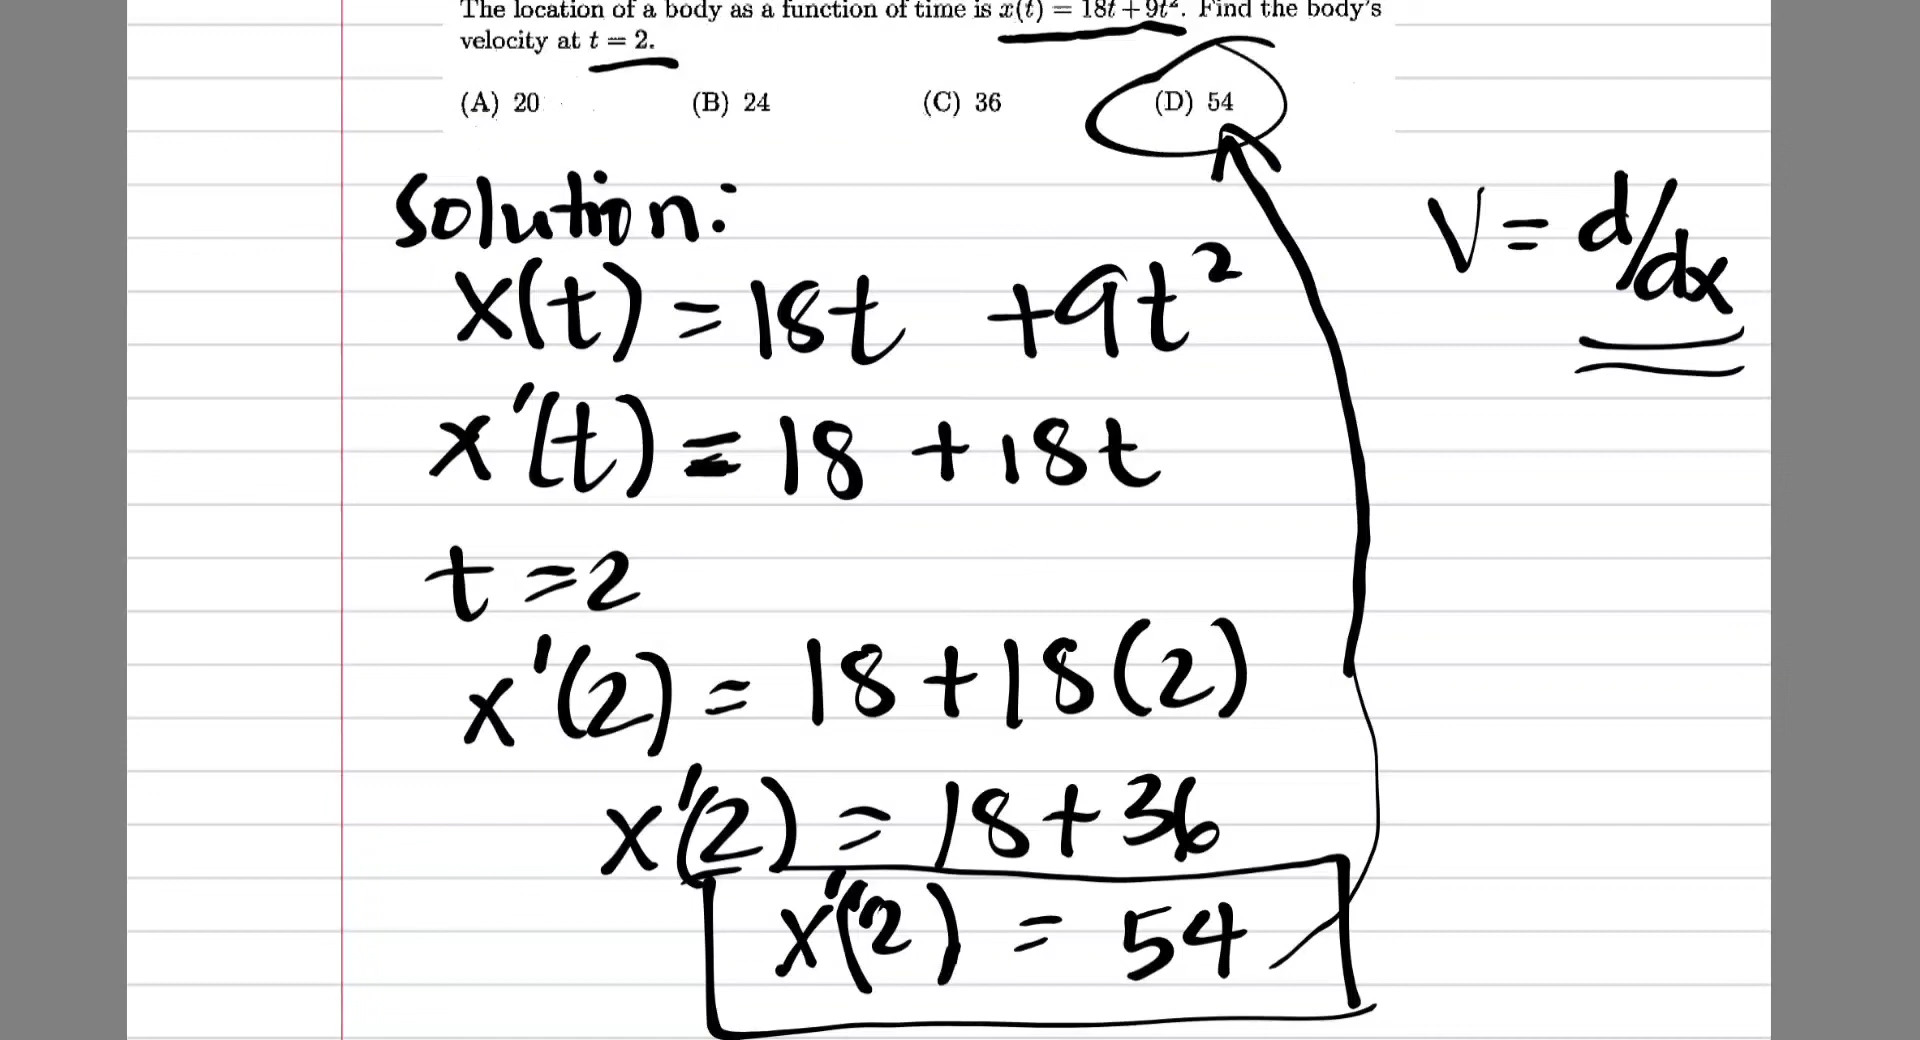 The location of a body as a function of time is x(t) = 18t + 9t². Find the body's
velocity at t = 2.
(A) 20 (B) 24 (C) 36 (D) 54
Solution:
x(t) = 18t + 9t²
V = d/dx
x'(t) = 18 + 18t
t = 2
x'(2) = 18 + 18(2)
x'(2) = 18 + 36
x'(2) = 54